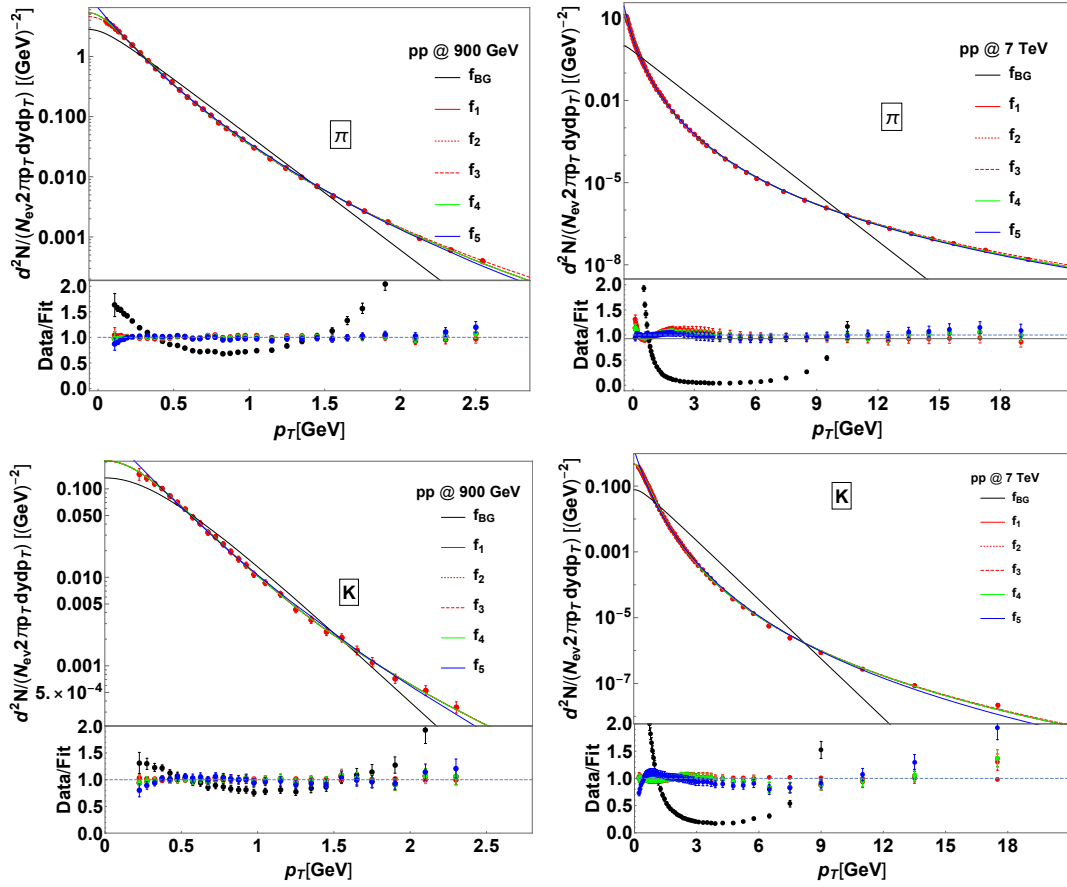 d²N/(N_ev 2πp_T dydp_T) [(GeV)⁻²]
1
0.100
0.010
0.001
pp @ 900 GeV
f_BG
f_1
f_2
f_3
f_4
f_5
π
Data/Fit
2.0
1.5
1.0
0.5
0.0
0 0.5 1 1.5 2 2.5
p_T[GeV]
d²N/(N_ev 2πp_T dydp_T) [(GeV)⁻²]
10
0.01
10⁻⁵
10⁻⁸
pp @ 7 TeV
f_BG
f_1
f_2
f_3
f_4
f_5
π
Data/Fit
2.0
1.5
1.0
0.5
0.0
0 3 6 9 12 15 18
p_T[GeV]
d²N/(N_ev 2πp_T dydp_T) [(GeV)⁻²]
0.100
0.050
0.010
0.005
0.001
5.×10⁻⁴
pp @ 900 GeV
f_BG
f_1
f_2
f_3
f_4
f_5
K
Data/Fit
2.0
1.5
1.0
0.5
0.0
0 0.5 1 1.5 2 2.5
p_T[GeV]
d²N/(N_ev 2πp_T dydp_T) [(GeV)⁻²]
0.100
0.001
10⁻⁵
10⁻⁷
K
pp @ 7 TeV
f_BG
f_1
f_2
f_3
f_4
f_5
Data/Fit
2.0
1.5
1.0
0.5
0.0
0 3 6 9 12 15 18
p_T[GeV]